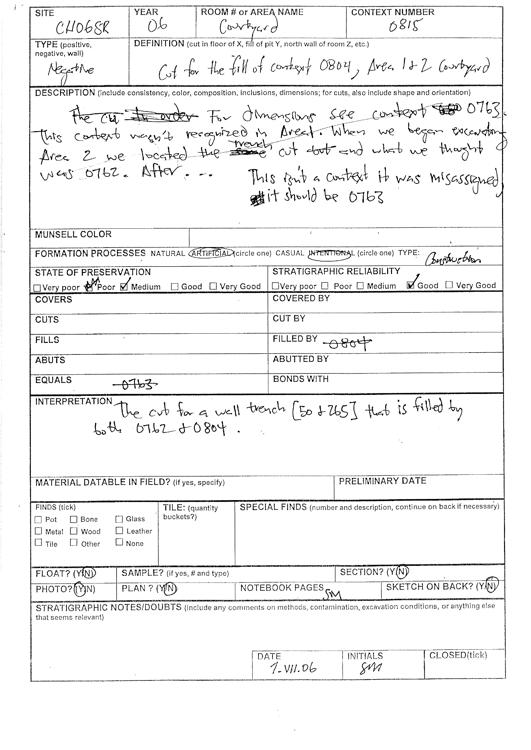 SITE YEAR ROOM # or AREA NAME CONTEXT NUMBER
CH06SR 06 Courtyard 0815
TYPE (positive, negative, wall) DEFINITION (cut in floor of X, fill of pit Y, north wall of room Z, etc.)
Negative Cut for the fill of context 0804, Area 1 & 2 Courtyard
DESCRIPTION (include consistency, color, composition, inclusions, dimensions; for cuts, also include shape and orientation)
The cu For dimensions see context 0763.
This context wasn't recognized in Area 1. When we began excavating
Area 2 we located the trench cut and what we thought
was 0762. After... This isn't a context it was misassigned,
it should be 0763
MUNSELL COLOR
FORMATION PROCESSES NATURAL ARTIFICIAL (circle one) CASUAL INTENTIONAL (circle one) TYPE: Construction
STATE OF PRESERVATION STRATIGRAPHIC RELIABILITY
Very poor Poor Medium Good Very Good Very poor Poor Medium Good Very Good
COVERS COVERED BY
CUTS CUT BY
FILLS FILLED BY 0804
ABUTS ABUTTED BY
EQUALS 0763 BONDS WITH
INTERPRETATION The cut for a wall trench [50 & 265] that is filled by
both 0762 & 0804.
MATERIAL DATABLE IN FIELD? (if yes, specify) PRELIMINARY DATE
FINDS (tick) TILE: (quantity buckets?) SPECIAL FINDS (number and description, continue on back if necessary)
Pot Bone Glass
Metal Wood Leather
Tile Other None
FLOAT? (Y/N) SAMPLE? (if yes, # and type) SECTION? (Y/N)
PHOTO? (Y/N) PLAN? (Y/N) NOTEBOOK PAGES SM SKETCH ON BACK? (Y/N)
STRATIGRAPHIC NOTES/DOUBTS (include any comments on methods, contamination, excavation conditions, or anything else
that seems relevant)
DATE INITIALS CLOSED(tick)
7.VII.06 SM